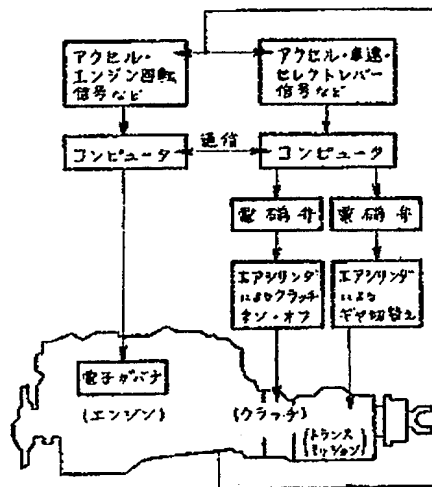 アクセル・
エンジン回転
信号など
アクセル・車速・
セレクトレバー
信号など
コンピュータ
通信
コンピュータ
電磁弁
電磁弁
エアシリンダ
によるクラッチ
オン・オフ
エアシリンダ
による
ギヤ切替え
電子ガバナ
(エンジン)
(クラッチ)
(トランス
ミッション)